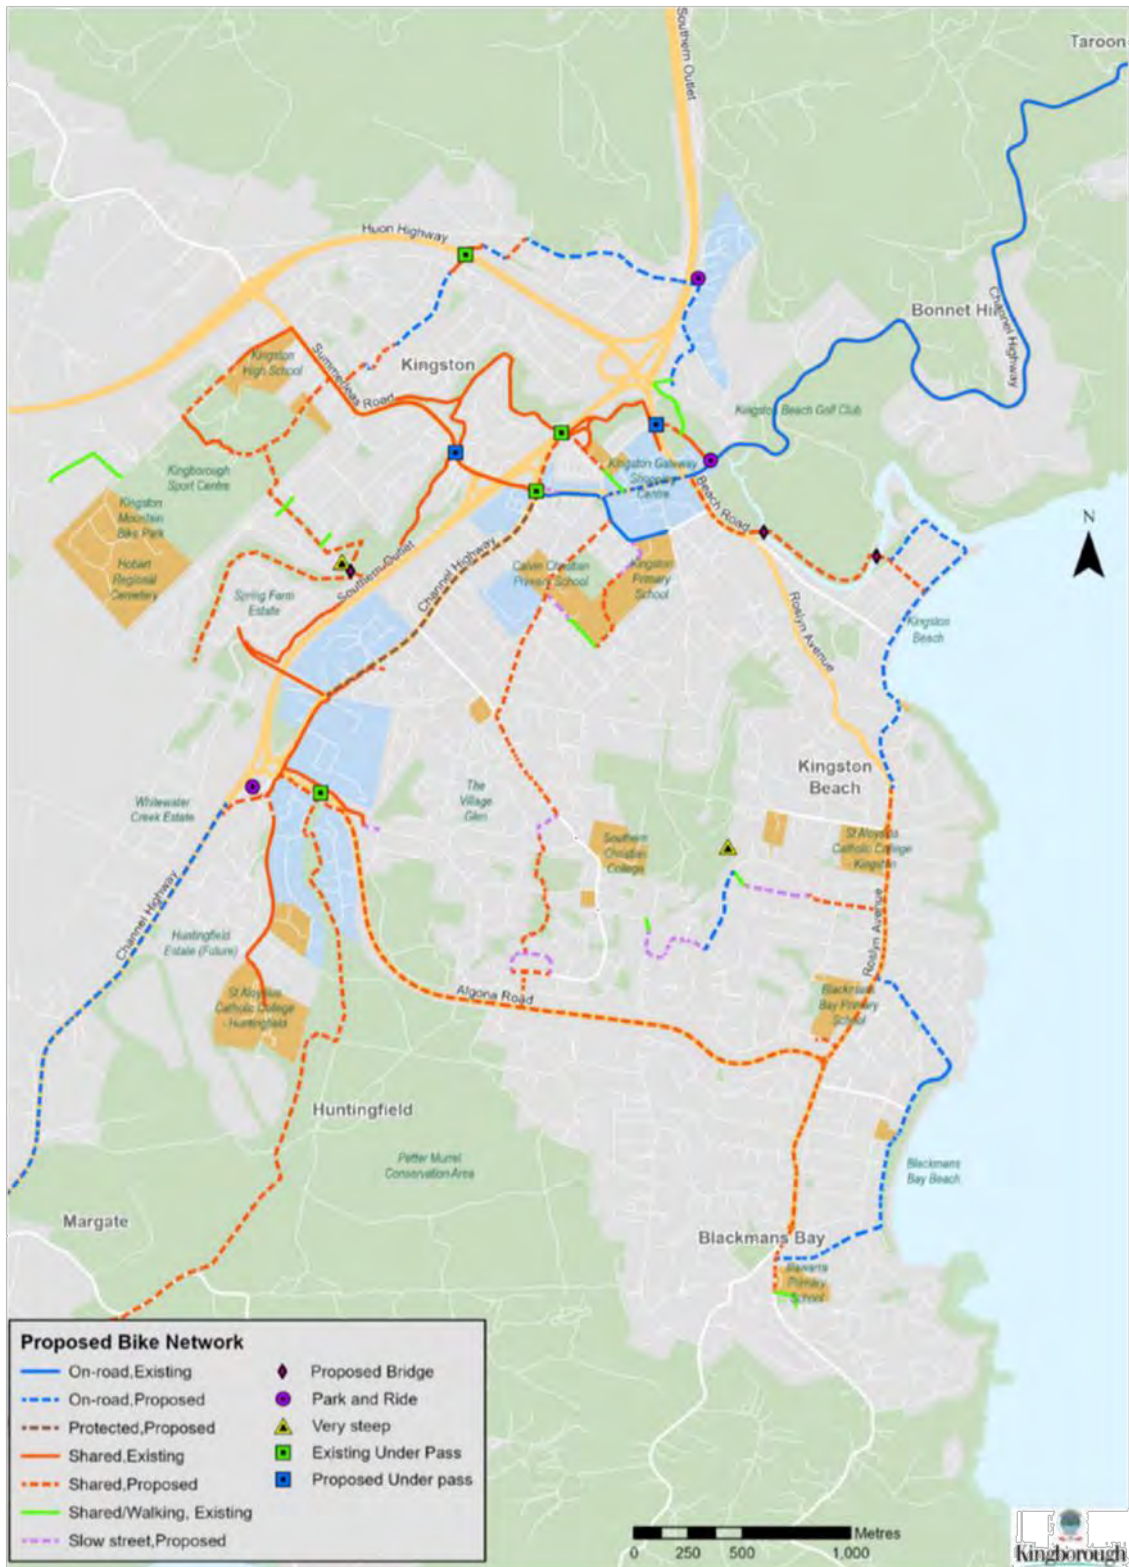 Southern Outlet
Taroon
Huon Highway
Bonnet Hill
Channel Highway
Kingston
High School
Summerleas Road
Kingston
Kingston Beach Golf Club
Kingborough
Sport Centre
Kingston Gateway
Shopping
Centre
Beach Road
Kingston
Mountain
Bike Park
N
Hobart
Regional
Cemetery
Southern Outlet
Channel Highway
Calvin Christian
Primary School
Kingston
Primary
School
Spring Farm
Estate
Roslyn Avenue
Kingston
Beach
Kingston
Beach
Whitewater
Creek Estate
The
Village
Glen
Southern
Christian
College
St Aloysius
Catholic College
- Kingston
Channel Highway
Huntingfield
Estate (Future)
Roslyn Avenue
St Aloysius
Catholic College
- Huntingfield
Algona Road
Blackmans
Bay Primary
School
Huntingfield
Peter Murrel
Conservation Area
Blackmans
Bay Beach
Margate
Blackmans Bay
Illawarra
Primary
School
Proposed Bike Network
On-road,Existing
On-road,Proposed
Protected,Proposed
Shared,Existing
Shared,Proposed
Shared/Walking, Existing
Slow street,Proposed
Proposed Bridge
Park and Ride
Very steep
Existing Under Pass
Proposed Under pass
Metres
0 250 500 1,000
Kingborough